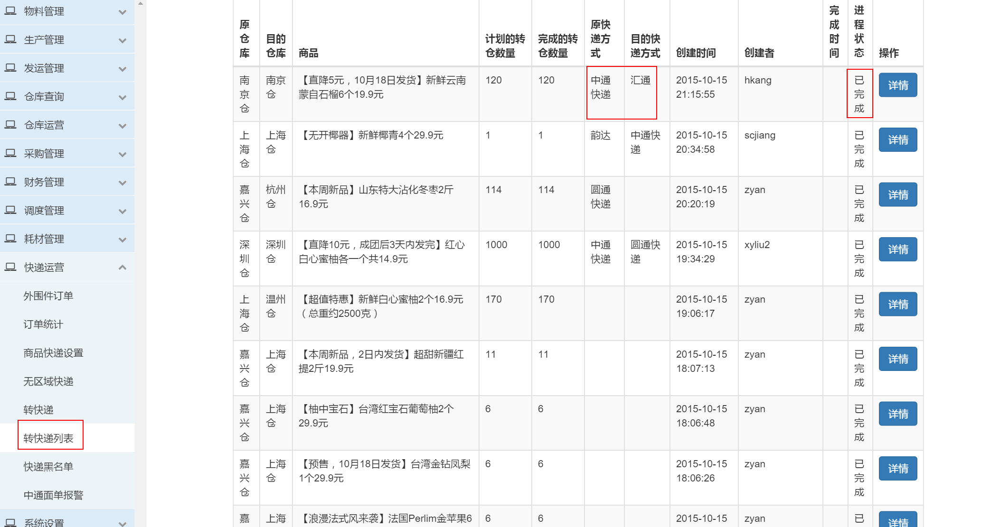 物料管理
生产管理
发运管理
仓库查询
仓库运营
采购管理
财务管理
调度管理
耗材管理
快递运营
外围件订单
订单统计
商品快递设置
无区域快递
转快递
转快递列表
快递黑名单
中通面单报警
系统设置
原仓库 目的仓库 商品 计划的转仓数量 完成的转仓数量 原快递方式 目的快递方式 创建时间 创建者 完成时间 进程状态 操作
南京仓 南京仓 【直降5元，10月18日发货】新鲜云南蒙自石榴6个19.9元 120 120 中通快递 汇通 2015-10-15 21:15:55 hkang 已完成 详情
上海仓 上海仓 【无开椰器】新鲜椰青4个29.9元 1 1 韵达 中通快递 2015-10-15 20:34:58 scjiang 已完成 详情
嘉兴仓 杭州仓 【本周新品】山东特大沾化冬枣2斤16.9元 114 114 圆通快递 2015-10-15 20:20:19 zyan 已完成 详情
深圳仓 深圳仓 【直降10元，成团后3天内发完】红心白心蜜柚各一个共14.9元 1000 1000 中通快递 圆通快递 2015-10-15 19:34:29 xyliu2 已完成 详情
上海仓 温州仓 【超值特惠】新鲜白心蜜柚2个16.9元（总重约2500克） 170 170 2015-10-15 19:06:17 zyan 已完成 详情
嘉兴仓 上海仓 【本周新品，2日内发货】超甜新疆红提2斤19.9元 11 11 2015-10-15 18:07:13 zyan 已完成 详情
嘉兴仓 上海仓 【柚中宝石】台湾红宝石葡萄柚2个29.9元 6 6 2015-10-15 18:06:48 zyan 已完成 详情
嘉兴仓 上海仓 【预售，10月18日发货】台湾金钻凤梨1个29.9元 6 6 2015-10-15 18:06:26 zyan 已完成 详情
嘉 上海 【浪漫法式风来袭】法国Perlim金苹果6 6 6 2015-10-15 zyan 已 详情